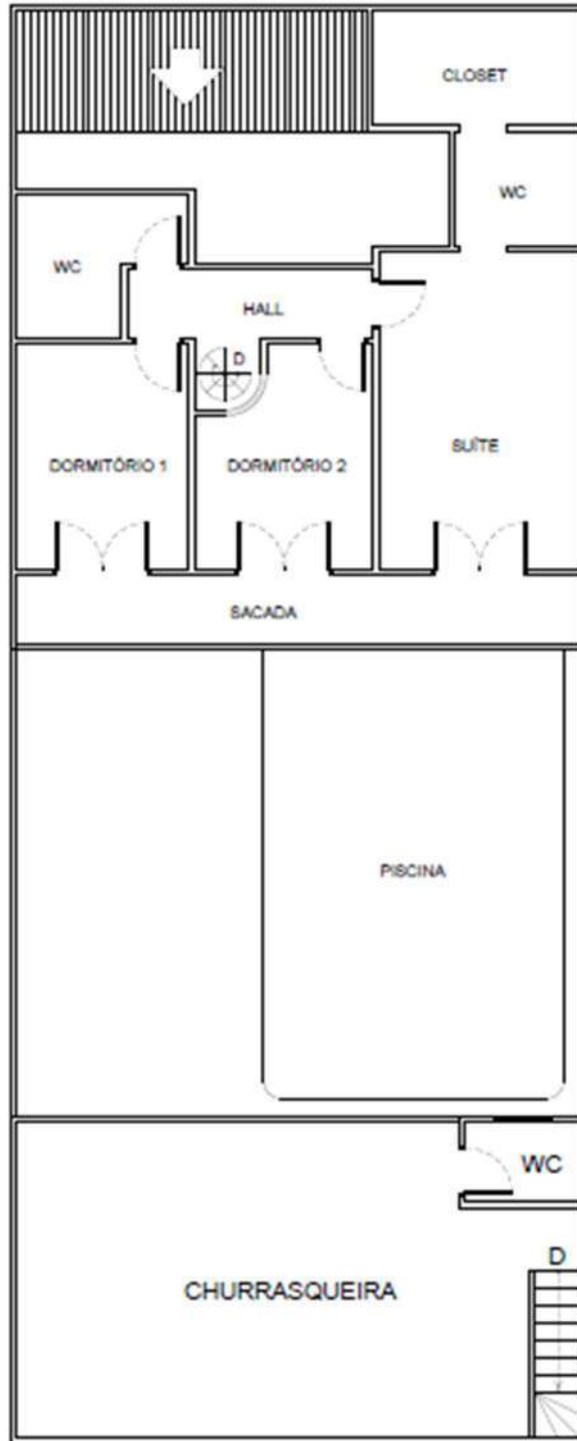 CLOSET
WC
WC
HALL
D
DORMITÓRIO 1
DORMITÓRIO 2
SUÍTE
SACADA
PISCINA
WC
D
CHURRASQUEIRA